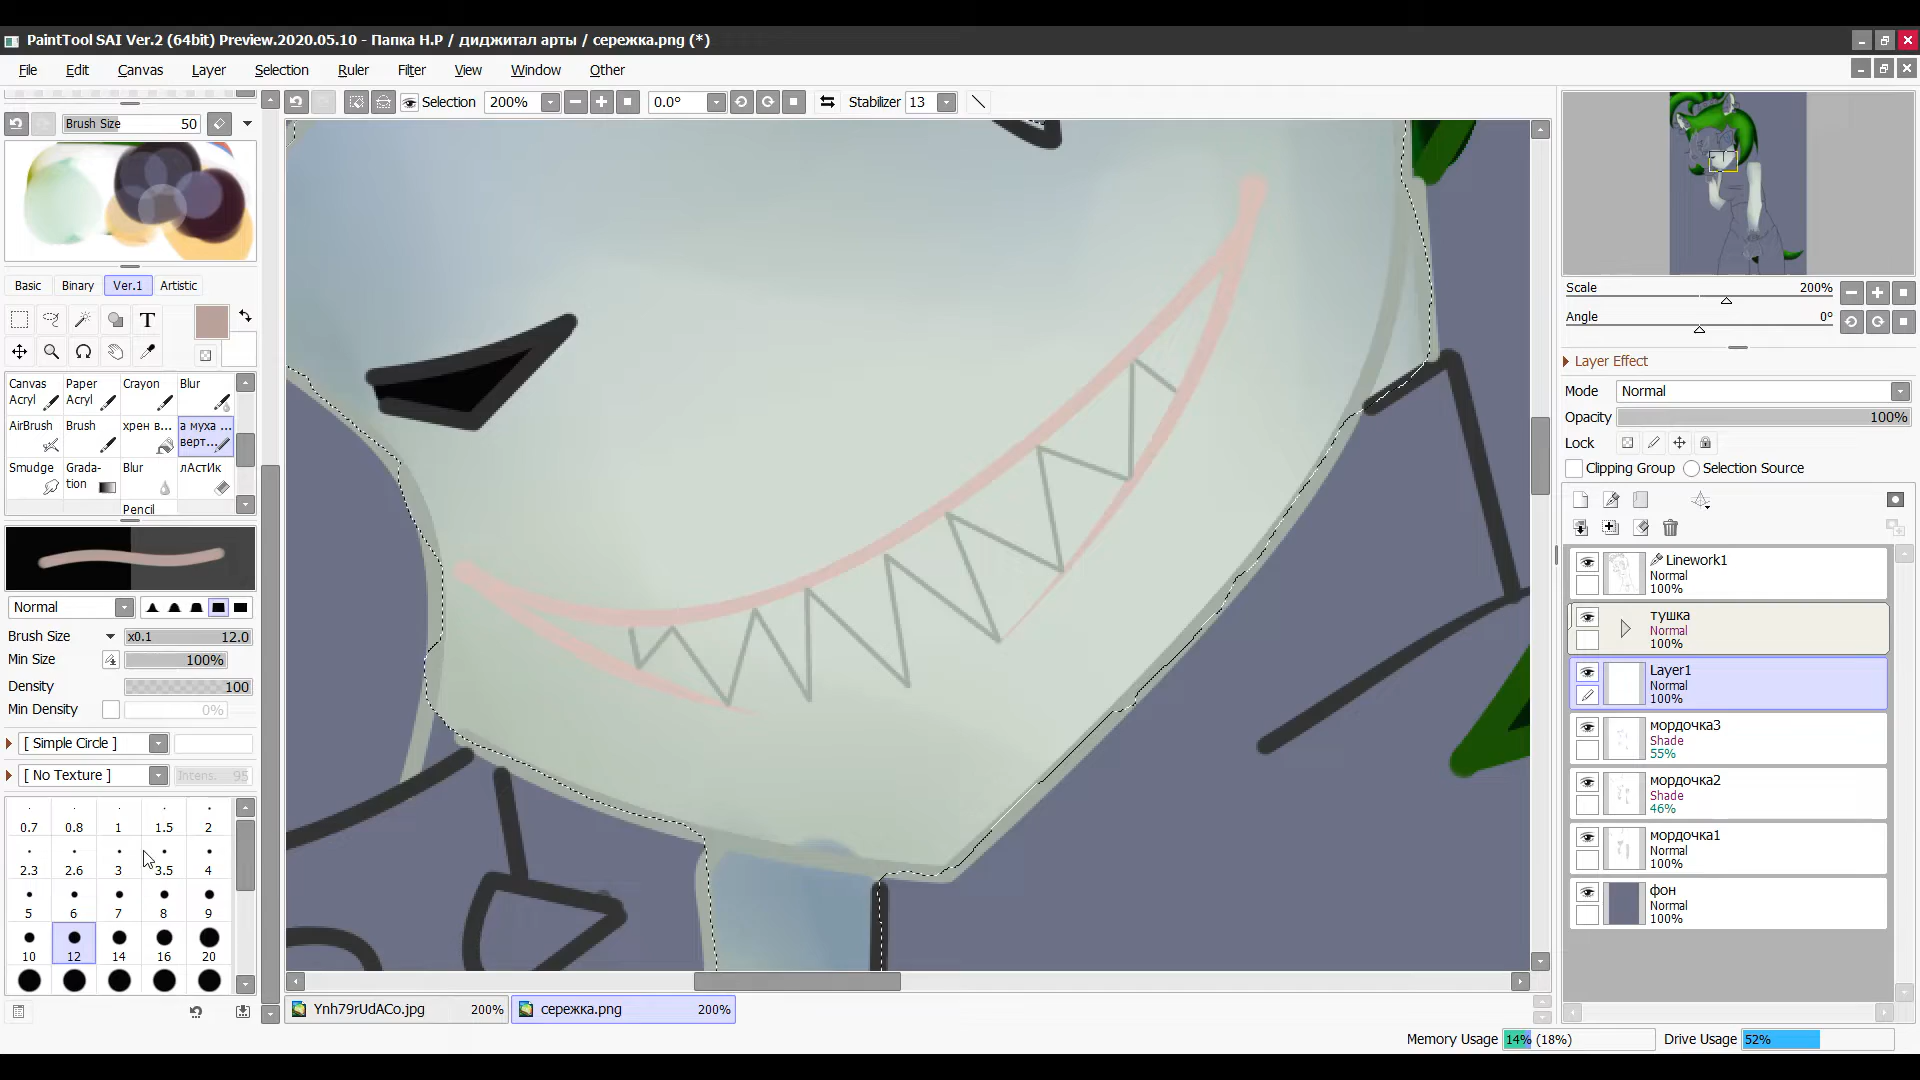 PaintTool SAI Ver.2 (64bit) Preview.2020.05.10 - Папка Н.Р / диджитал арты / сережка.png (*)
File Edit Canvas Layer Selection Ruler Filter View Window Other
Selection 200% 0.0° Stabilizer 13
Brush Size 50
Basic Binary Ver.1 Artistic
T
Canvas Acryl
Paper Acryl
Crayon
Blur
AirBrush
Brush
хрен в...
а муха ... верт...
Smudge
Grada-tion
Blur
лАстИк
Pencil
Normal
Brush Size x0.1 12.0
Min Size 100%
Density 100
Min Density 0%
[ Simple Circle ]
[ No Texture ] Intens. 95
0.7 0.8 1 1.5 2
2.3 2.6 3 3.5 4
5 6 7 8 9
10 12 14 16 20
Ynh79rUdACo.jpg 200%
сережка.png 200%
Scale 200%
Angle 0°
Layer Effect
Mode Normal
Opacity 100%
Lock
Clipping Group Selection Source
Linework1
Normal
100%
тушка
Normal
100%
Layer1
Normal
100%
мордочка3
Shade
55%
мордочка2
Shade
46%
мордочка1
Normal
100%
фон
Normal
100%
Memory Usage 14% (18%) Drive Usage 52%